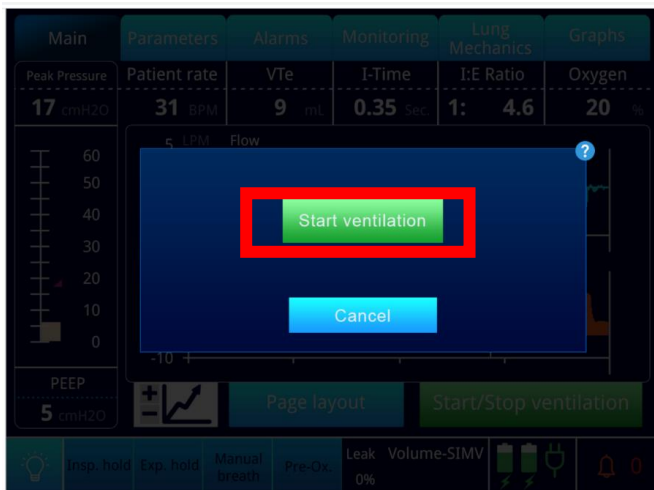 Main Parameters Alarms Monitoring Lung Mechanics Graphs
Peak Pressure Patient rate VTe I-Time I:E Ratio Oxygen
17 cmH2O 31 BPM 9 mL 0.35 Sec. 1: 4.6 20 %
5 LPM Flow
?
60
50
40
30
20
10
0
Start ventilation
Cancel
-10
PEEP
5 cmH2O
Page layout
Start/Stop ventilation
Insp. hold Exp. hold Manual breath Pre-Ox. Leak 0% Volume-SIMV 0